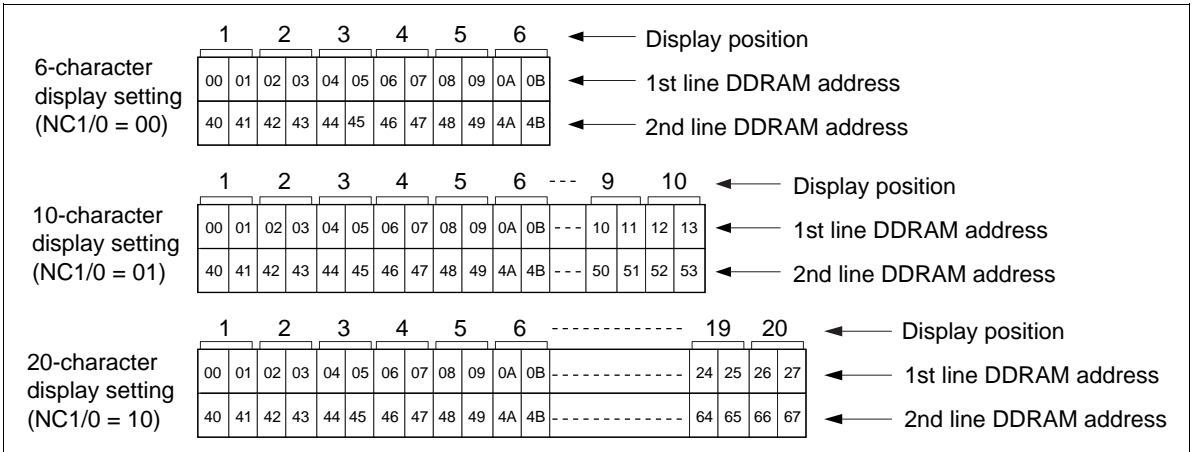 1 2 3 4 5 6 Display position
6-character display setting (NC1/0 = 00)
00 01 02 03 04 05 06 07 08 09 0A 0B 1st line DDRAM address
40 41 42 43 44 45 46 47 48 49 4A 4B 2nd line DDRAM address
1 2 3 4 5 6 --- 9 10 Display position
10-character display setting (NC1/0 = 01)
00 01 02 03 04 05 06 07 08 09 0A 0B --- 10 11 12 13 1st line DDRAM address
40 41 42 43 44 45 46 47 48 49 4A 4B --- 50 51 52 53 2nd line DDRAM address
1 2 3 4 5 6 -------------- 19 20 Display position
20-character display setting (NC1/0 = 10)
00 01 02 03 04 05 06 07 08 09 0A 0B -------------- 24 25 26 27 1st line DDRAM address
40 41 42 43 44 45 46 47 48 49 4A 4B -------------- 64 65 66 67 2nd line DDRAM address